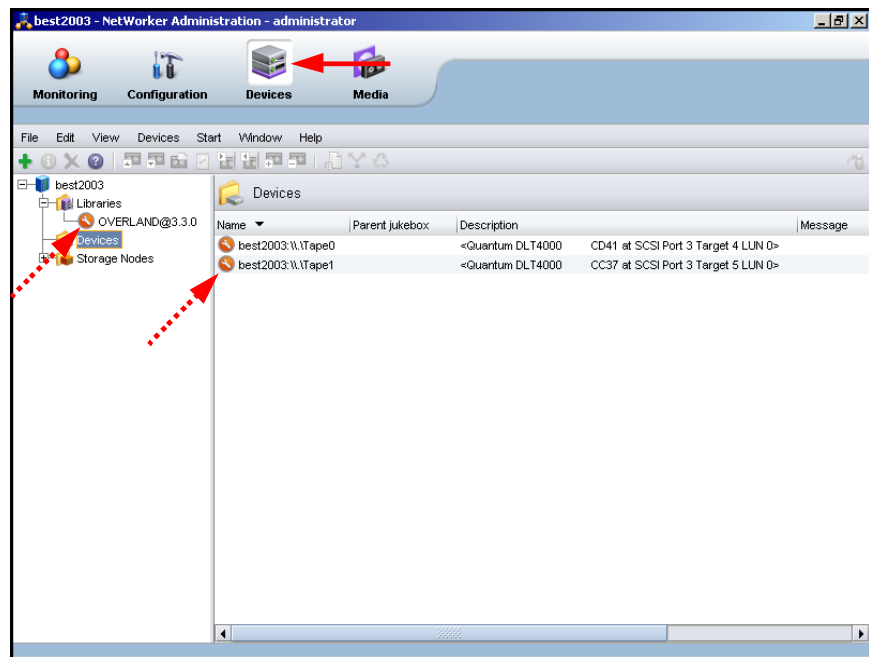 best2003 - NetWorker Administration - administrator
Monitoring Configuration Devices Media
File Edit View Devices Start Window Help
best2003
Libraries
OVERLAND@3.3.0
Devices
Storage Nodes
Devices
Name Parent jukebox Description Message
best2003:\\.\Tape0 <Quantum DLT4000 CD41 at SCSI Port 3 Target 4 LUN 0>
best2003:\\.\Tape1 <Quantum DLT4000 CC37 at SCSI Port 3 Target 5 LUN 0>